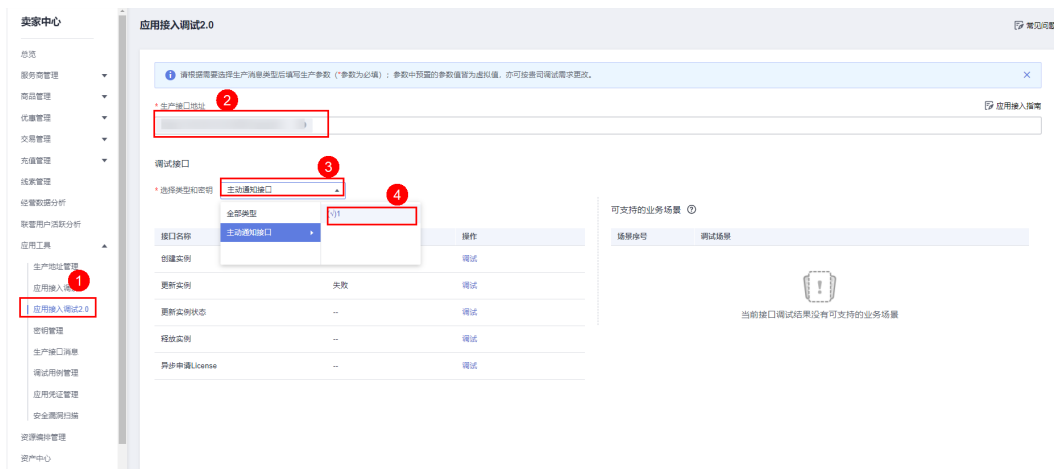 卖家中心
总览
服务商管理
商品管理
优惠管理
交易管理
充值管理
线索管理
经营数据分析
联营用户活跃分析
应用工具
生产地址管理
1
应用接入调
应用接入调试2.0
密钥管理
生产接口消息
调试用例管理
应用凭证管理
安全漏洞扫描
资源编排管理
资产中心
应用接入调试2.0
常见问题
请根据需要选择生产消息类型后填写生产参数（*参数为必填）；参数中预置的参数值皆为虚拟值，亦可按贵司调试需求更改。
* 生产接口地址
2
应用接入指南
调试接口
3
* 选择类型和密钥 主动通知接口
4
全部类型
(√)1
主动通知接口
接口名称 操作
创建实例 调试
更新实例 失败 调试
更新实例状态 -- 调试
释放实例 -- 调试
异步申请License -- 调试
可支持的业务场景
场景序号 调试场景
当前接口调试结果没有可支持的业务场景